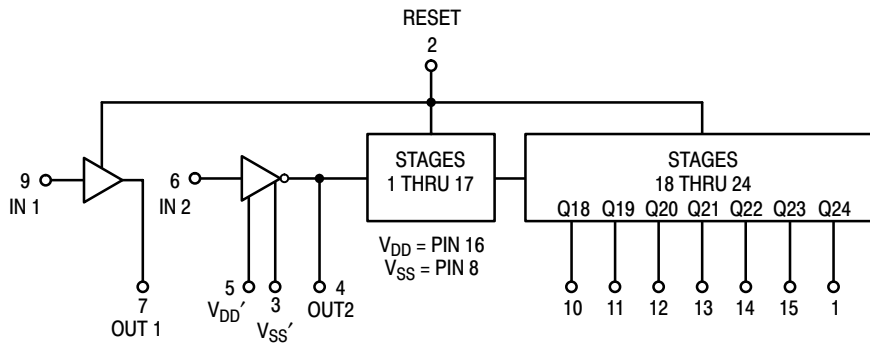 RESET
2
9
IN 1
6
IN 2
STAGES
1 THRU 17
STAGES
18 THRU 24
Q18 Q19 Q20 Q21 Q22 Q23 Q24
V_DD = PIN 16
V_SS = PIN 8
7
OUT 1
5
V_DD′
3
V_SS′
4
OUT2
10 11 12 13 14 15 1